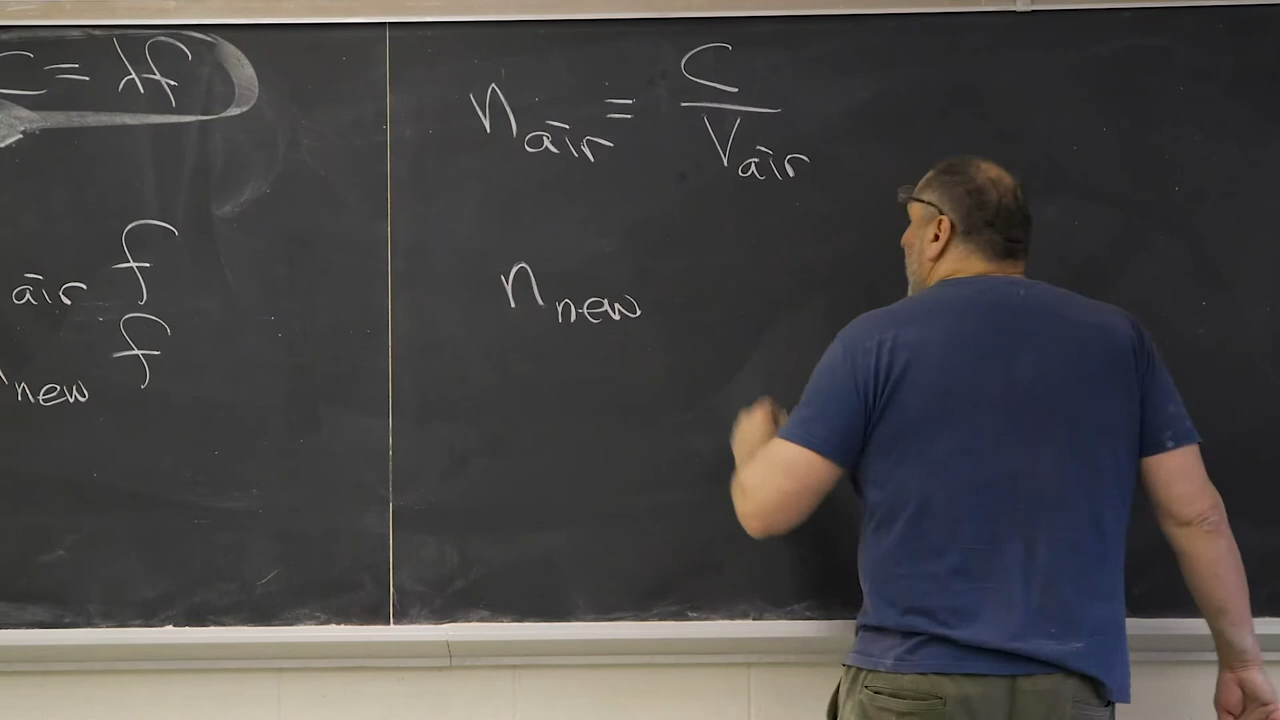 c = λf
air f
new f
n_air = c / v_air
n_new